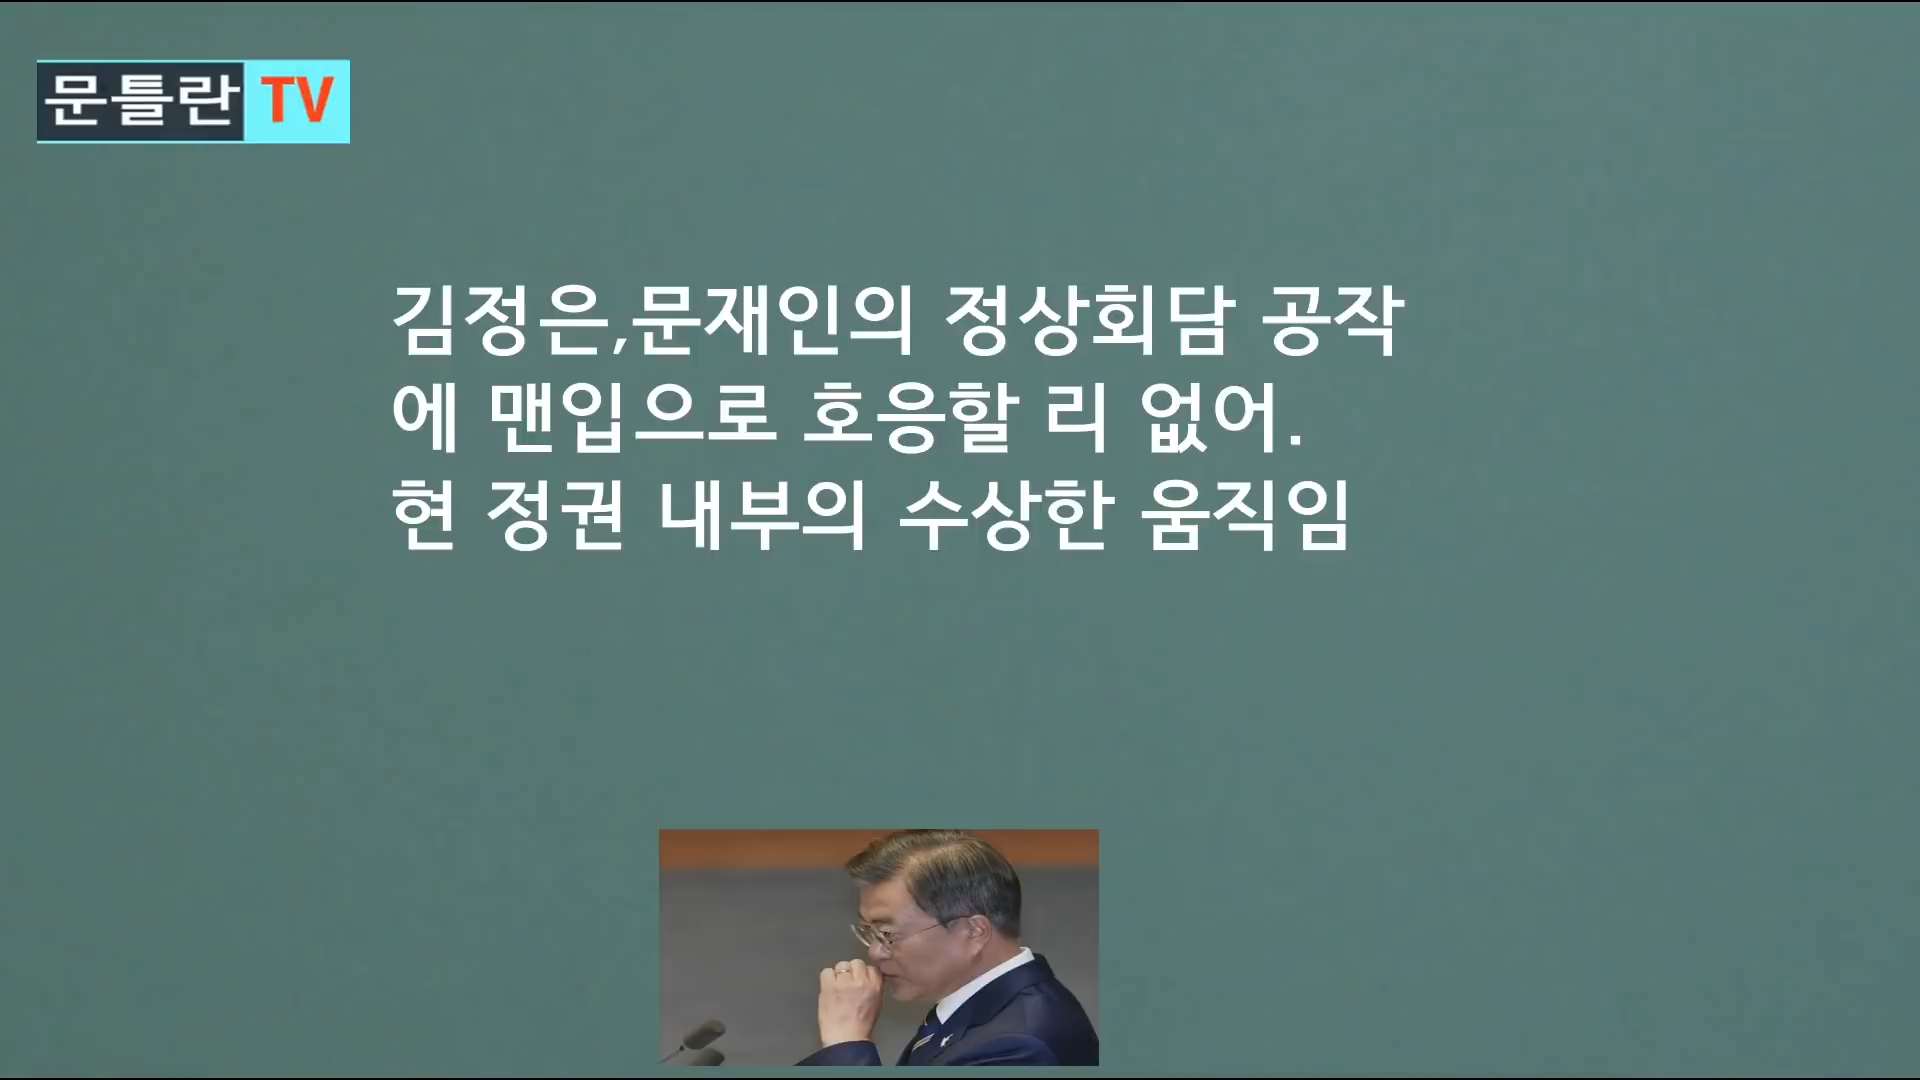 문틀란 TV
김정은,문재인의 정상회담 공작
에 맨입으로 호응할 리 없어.
현 정권 내부의 수상한 움직임